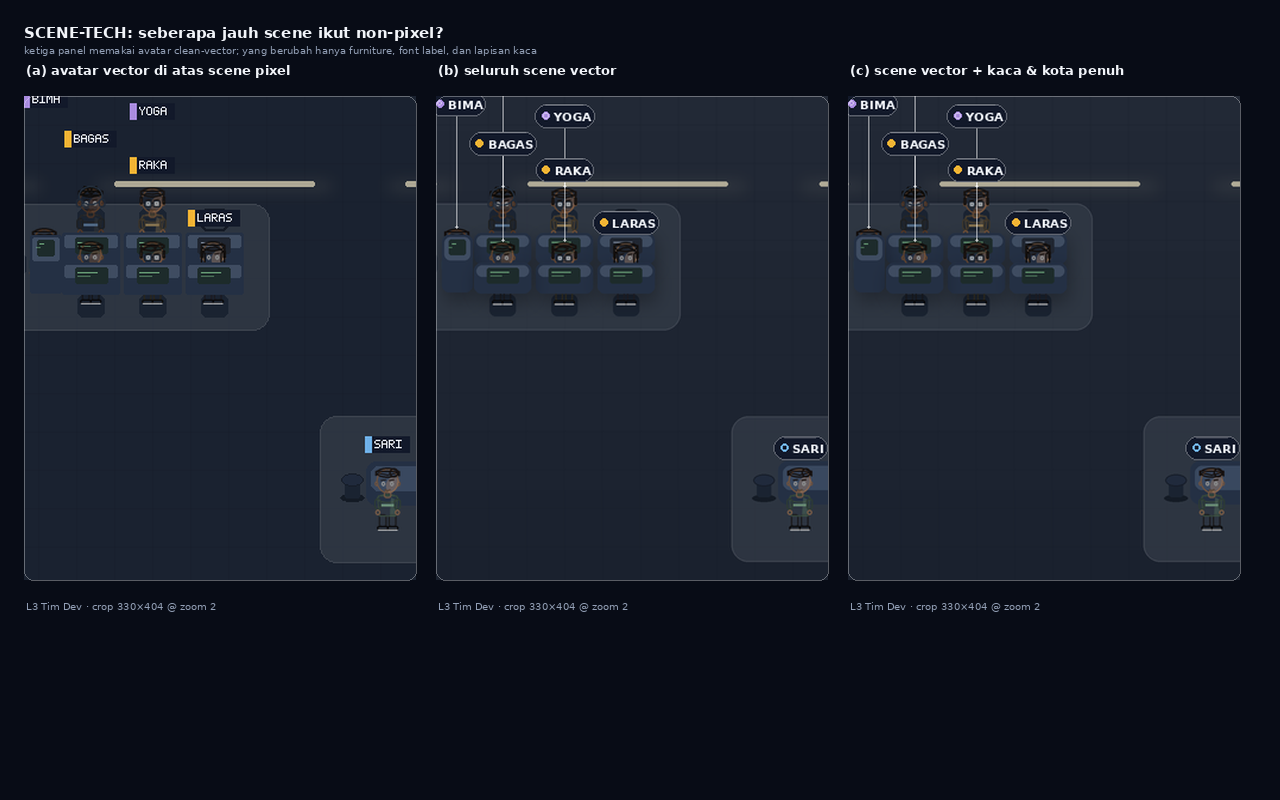 SCENE-TECH: seberapa jauh scene ikut non-pixel?
ketiga panel memakai avatar clean-vector; yang berubah hanya furniture, font label, dan lapisan kaca
(a) avatar vector di atas scene pixel
BIMA
YOGA
BAGAS
RAKA
LARAS
SARI
L3 Tim Dev · crop 330×404 @ zoom 2
(b) seluruh scene vector
BIMA
YOGA
BAGAS
RAKA
LARAS
SARI
L3 Tim Dev · crop 330×404 @ zoom 2
(c) scene vector + kaca & kota penuh
BIMA
YOGA
BAGAS
RAKA
LARAS
SARI
L3 Tim Dev · crop 330×404 @ zoom 2